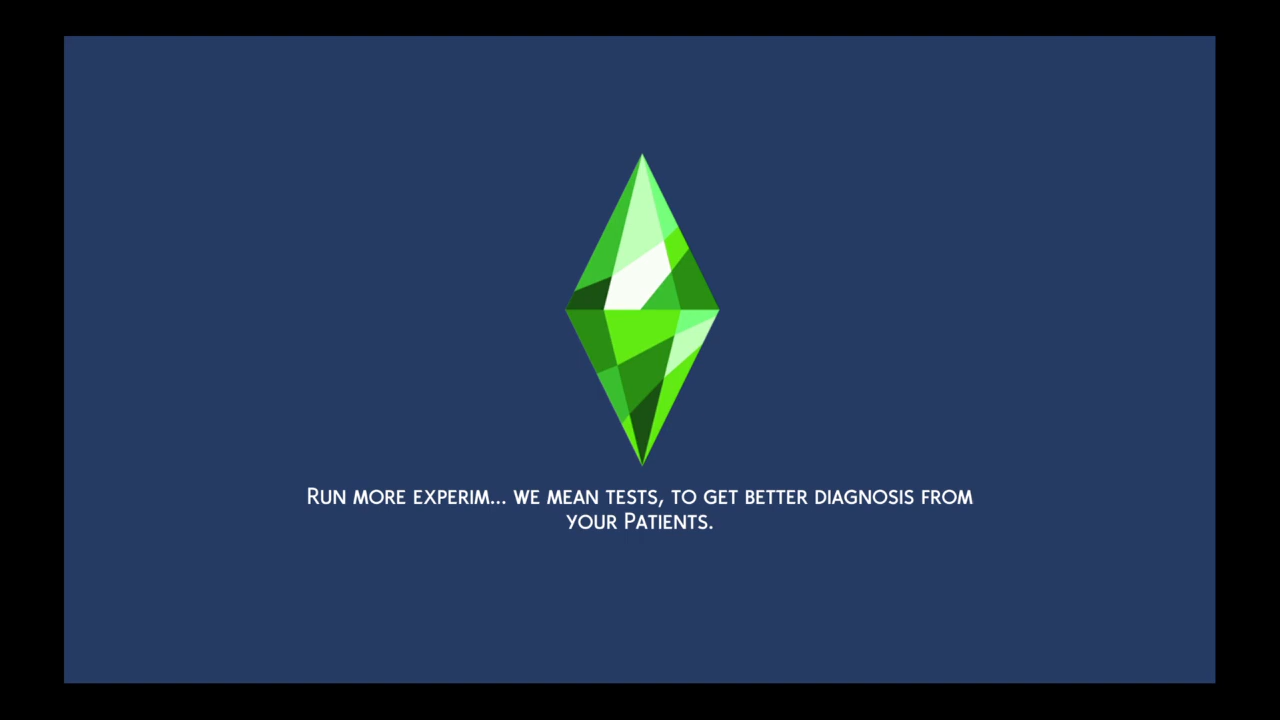 Run more experim... we mean tests, to get better diagnosis from
your Patients.